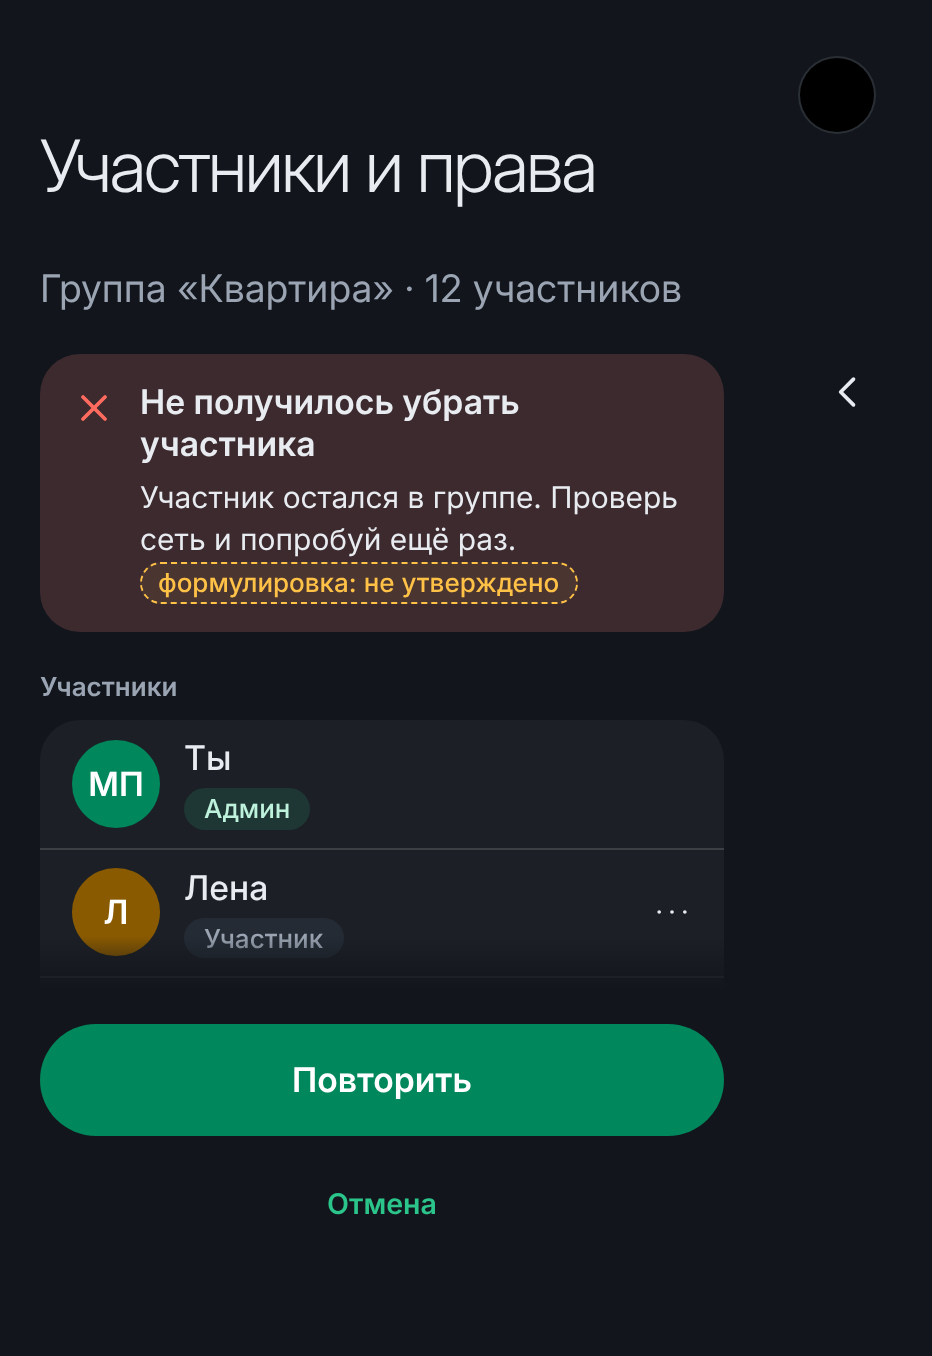 Участники и права
Группа «Квартира» · 12 участников
Не получилось убрать
участника
Участник остался в группе. Проверь
сеть и попробуй ещё раз.
формулировка: не утверждено
Участники
МП
Ты
Админ
Л
Лена
Участник
Повторить
Отмена